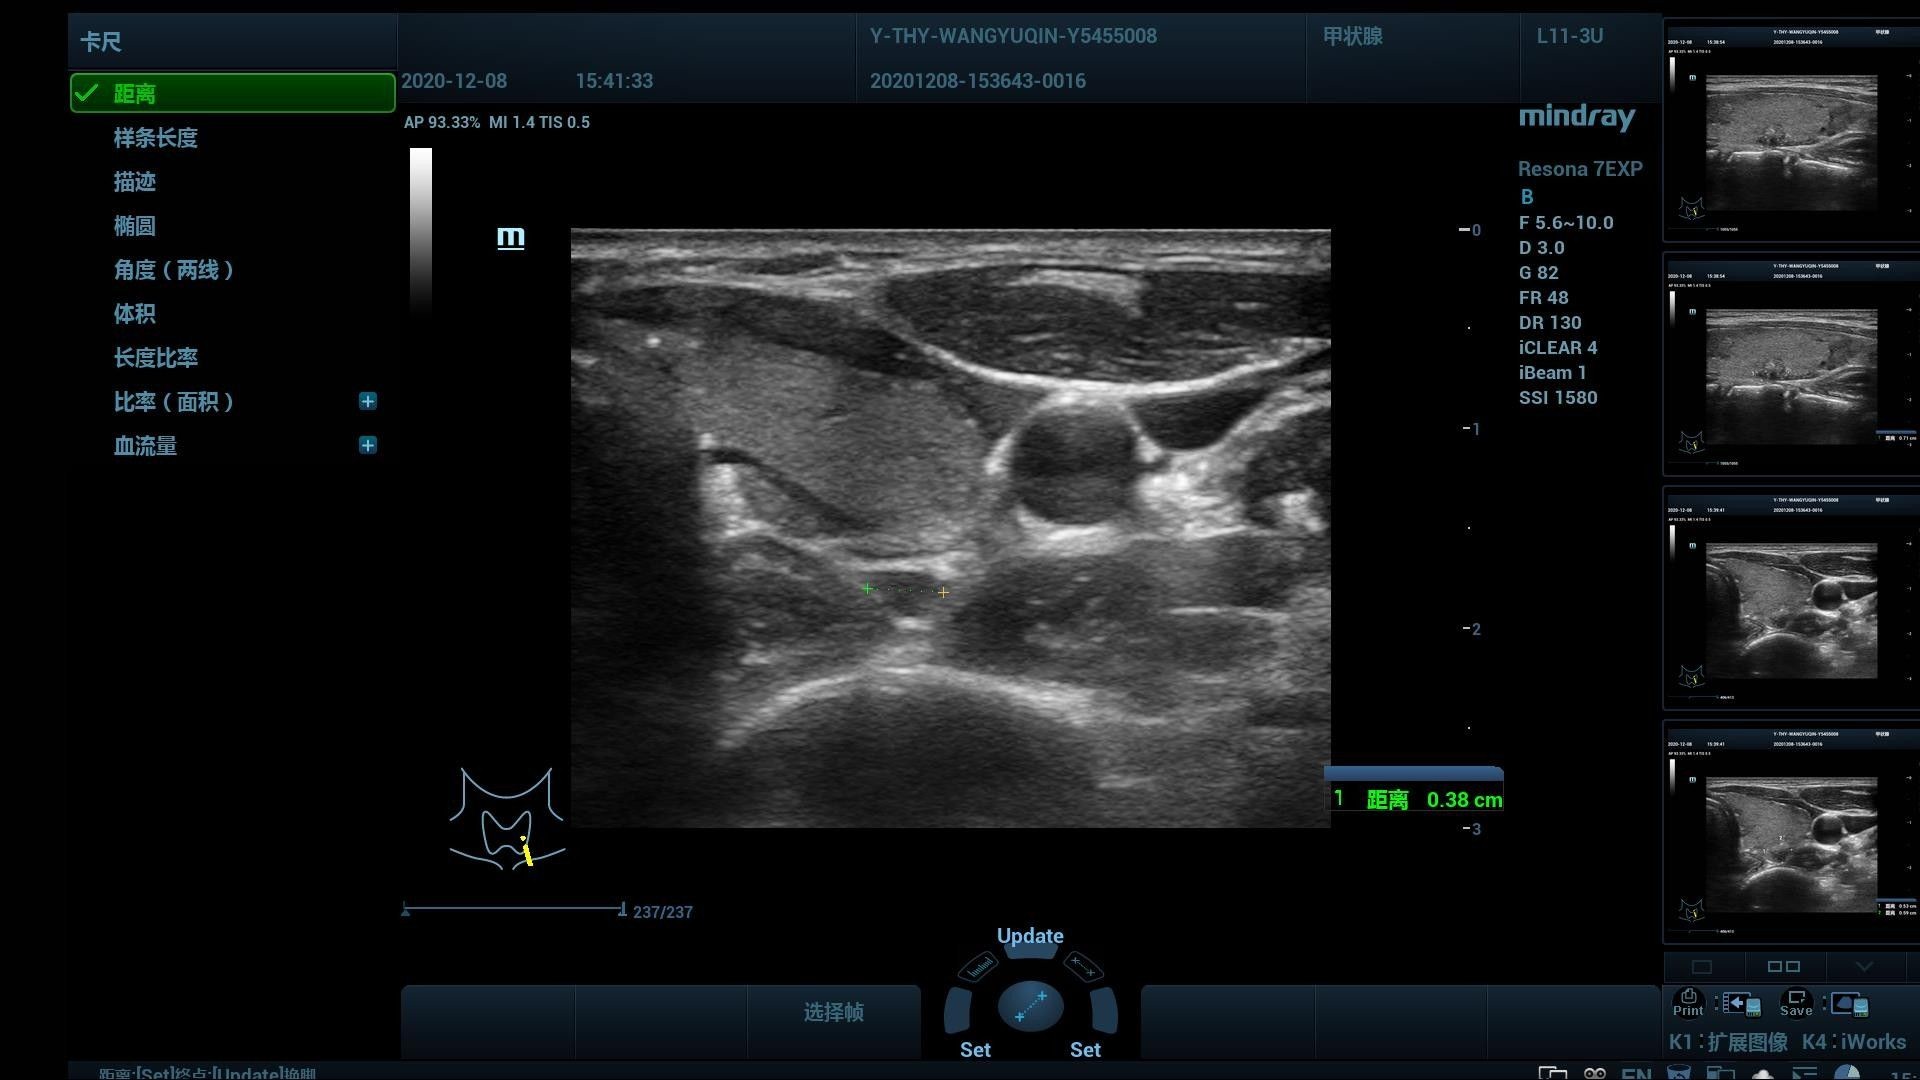 卡尺
Y-THY-WANGYUQIN-Y5455008
甲状腺
L11-3U
2020-12-08
15:41:33
20201208-153643-0016
距离
样条长度
描迹
椭圆
角度（两线）
体积
长度比率
比率（面积）
血流量
AP 93.33% MI 1.4 TIS 0.5
m
mindray
Resona 7EXP
B
F 5.6~10.0
D 3.0
G 82
FR 48
DR 130
iCLEAR 4
iBeam 1
SSI 1580
0
1
2
3
1 距离 0.38 cm
237/237
Update
选择帧
Set
Set
Print
Save
K1：扩展图像 K4：iWorks
距离:[Set]终点;[Update]换脚
EN